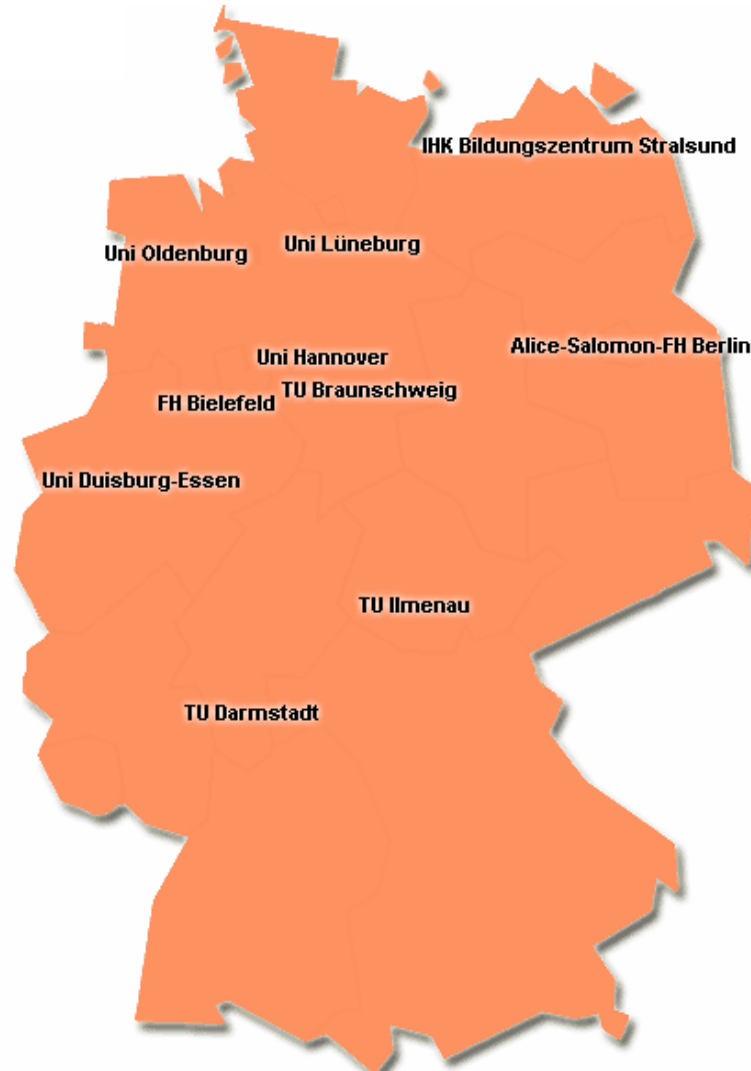 IHK Bildungszentrum Stralsund
Uni Lüneburg
Uni Oldenburg
Alice-Salomon-FH Berlin
Uni Hannover
TU Braunschweig
FH Bielefeld
Uni Duisburg-Essen
TU Ilmenau
TU Darmstadt